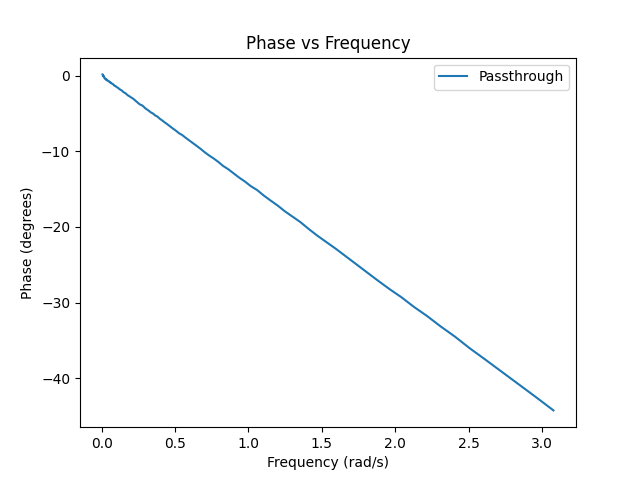 Phase vs Frequency
Passthrough
Phase (degrees)
0
−10
−20
−30
−40
0.0 0.5 1.0 1.5 2.0 2.5 3.0
Frequency (rad/s)